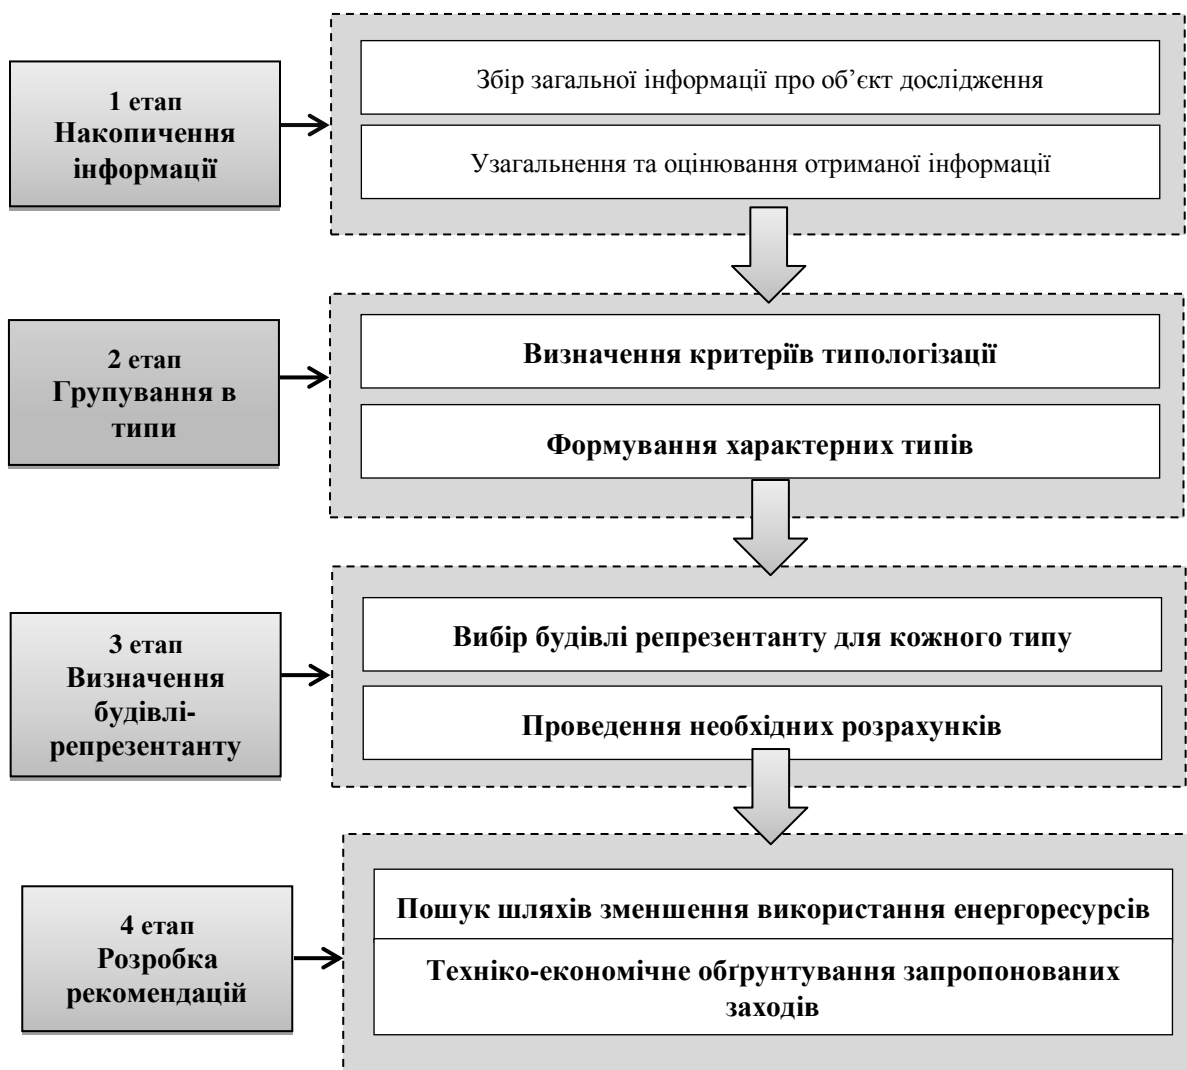 1 етап
Накопичення
інформації
Збір загальної інформації про об’єкт дослідження
Узагальнення та оцінювання отриманої інформації
2 етап
Групування в
типи
Визначення критеріїв типологізації
Формування характерних типів
3 етап
Визначення
будівлі-
репрезентанту
Вибір будівлі репрезентанту для кожного типу
Проведення необхідних розрахунків
4 етап
Розробка
рекомендацій
Пошук шляхів зменшення використання енергоресурсів
Техніко-економічне обґрунтування запропонованих
заходів